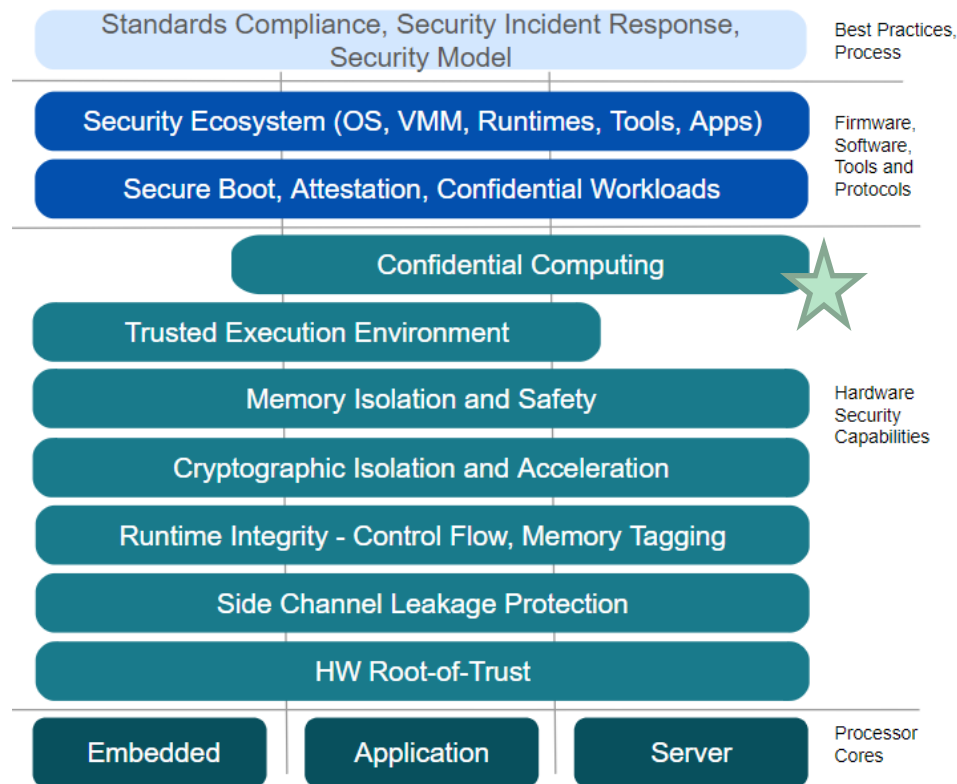 Standards Compliance, Security Incident Response,
Security Model
Best Practices,
Process
Security Ecosystem (OS, VMM, Runtimes, Tools, Apps)
Secure Boot, Attestation, Confidential Workloads
Firmware,
Software,
Tools and
Protocols
Confidential Computing
Trusted Execution Environment
Memory Isolation and Safety
Cryptographic Isolation and Acceleration
Runtime Integrity - Control Flow, Memory Tagging
Side Channel Leakage Protection
HW Root-of-Trust
Hardware
Security
Capabilities
Embedded
Application
Server
Processor
Cores